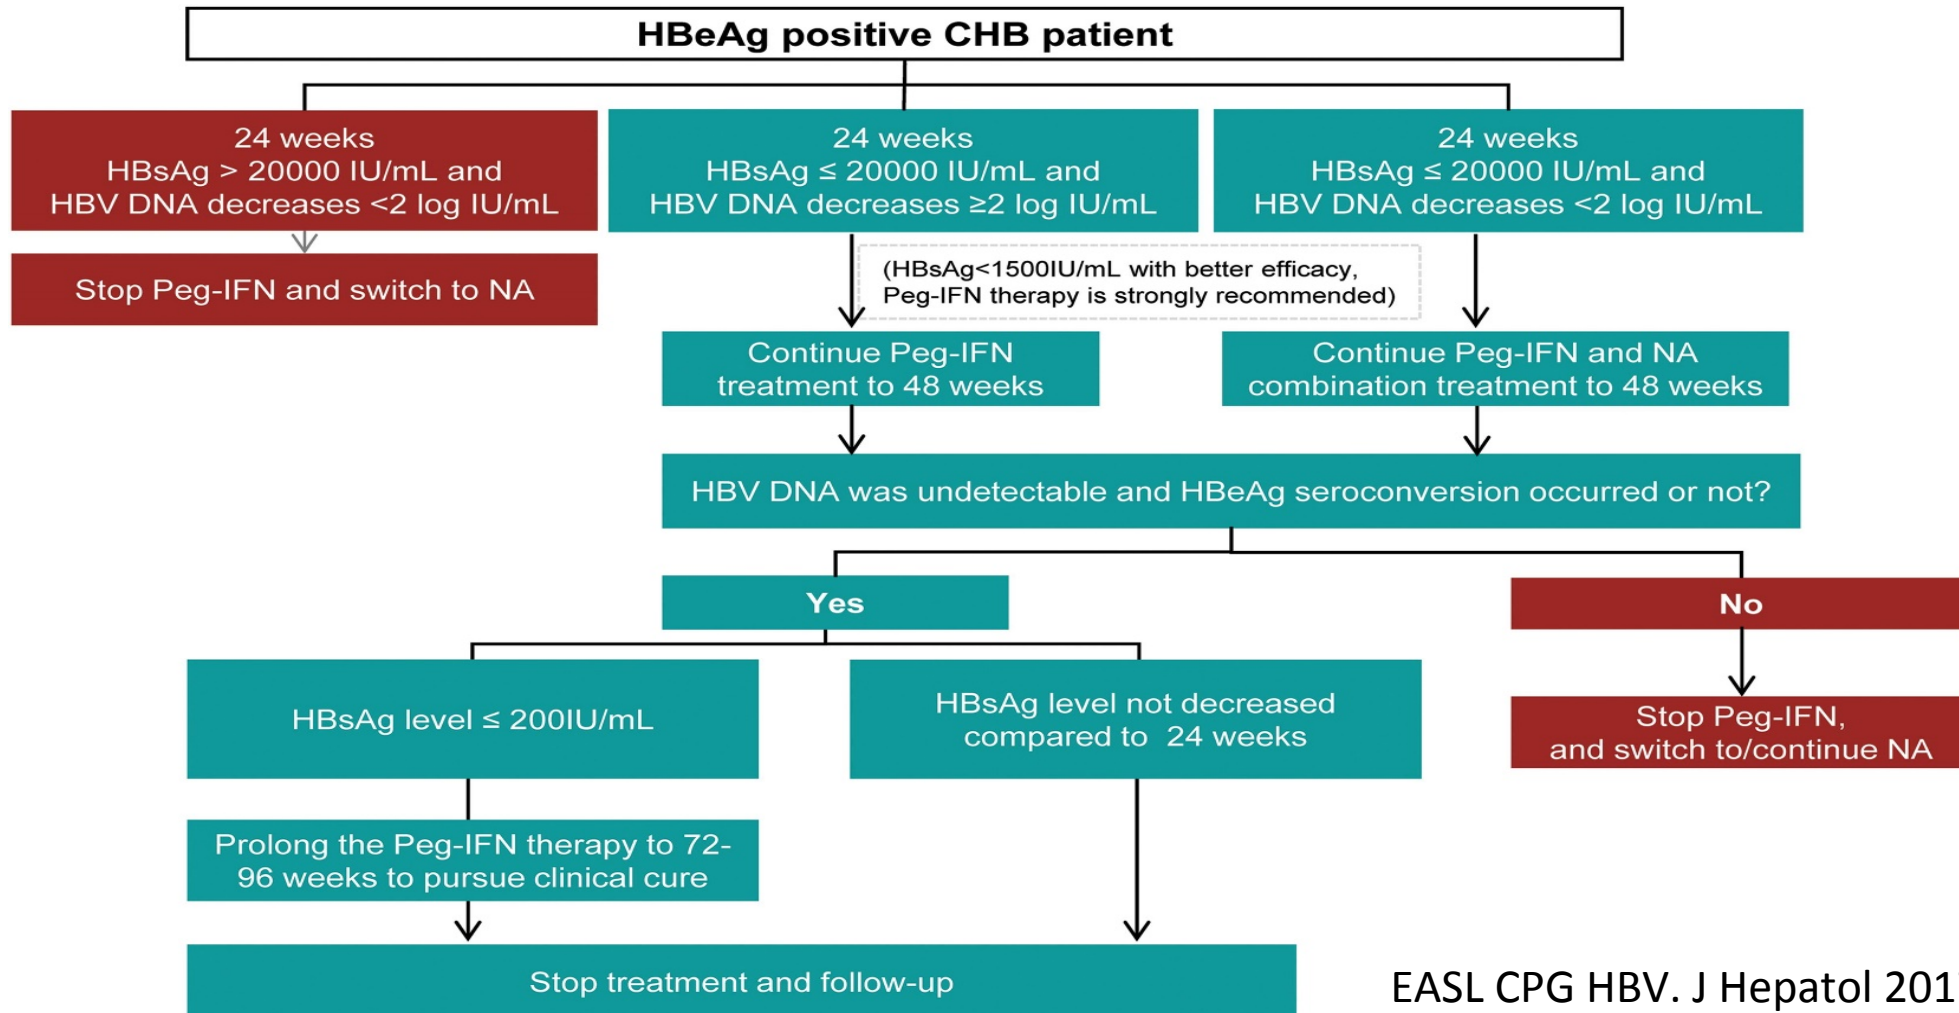 HBeAg positive CHB patient
24 weeks
HBsAg > 20000 IU/mL and
HBV DNA decreases <2 log IU/mL
24 weeks
HBsAg ≤ 20000 IU/mL and
HBV DNA decreases ≥2 log IU/mL
24 weeks
HBsAg ≤ 20000 IU/mL and
HBV DNA decreases <2 log IU/mL
Stop Peg-IFN and switch to NA
(HBsAg<1500IU/mL with better efficacy,
Peg-IFN therapy is strongly recommended)
Continue Peg-IFN
treatment to 48 weeks
Continue Peg-IFN and NA
combination treatment to 48 weeks
HBV DNA was undetectable and HBeAg seroconversion occurred or not?
Yes
No
HBsAg level ≤ 200IU/mL
HBsAg level not decreased
compared to 24 weeks
Stop Peg-IFN,
and switch to/continue NA
Prolong the Peg-IFN therapy to 72-
96 weeks to pursue clinical cure
Stop treatment and follow-up
EASL CPG HBV. J Hepatol 201